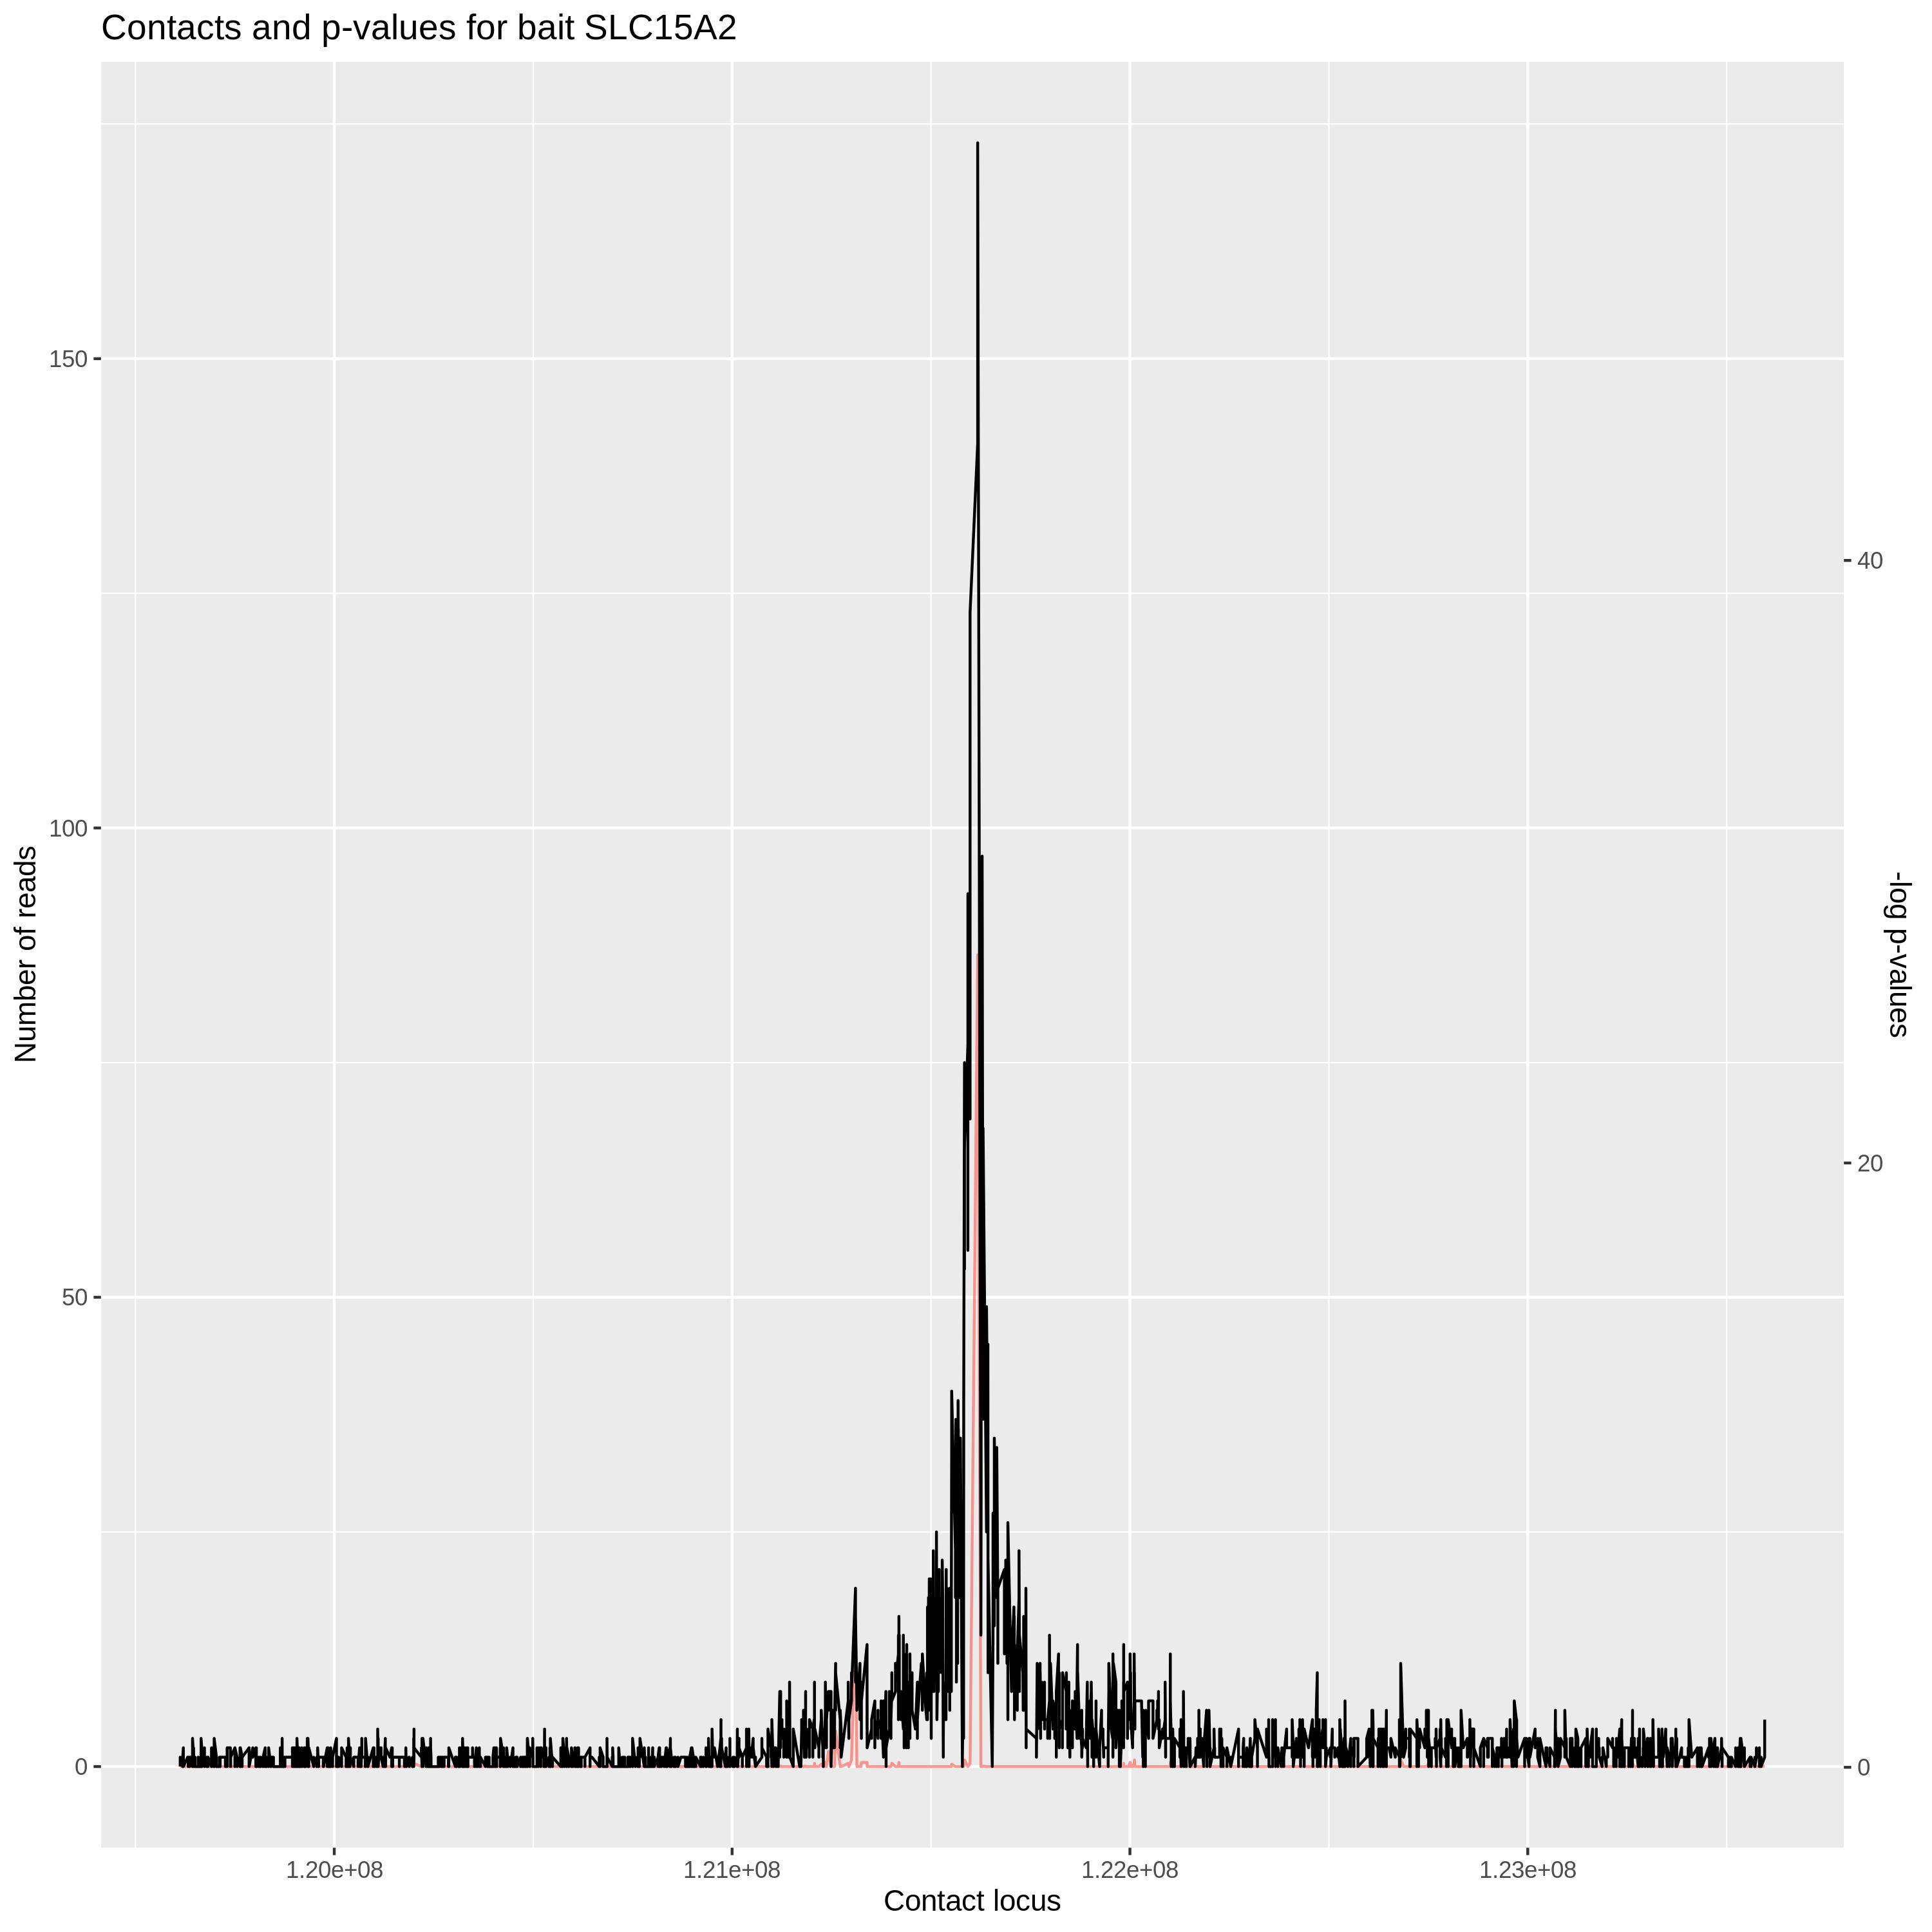 Contacts and p-values for bait SLC15A2
150
100
50
0
Number of reads
40
20
0
-log p-values
1.20e+08
1.21e+08
1.22e+08
1.23e+08
Contact locus